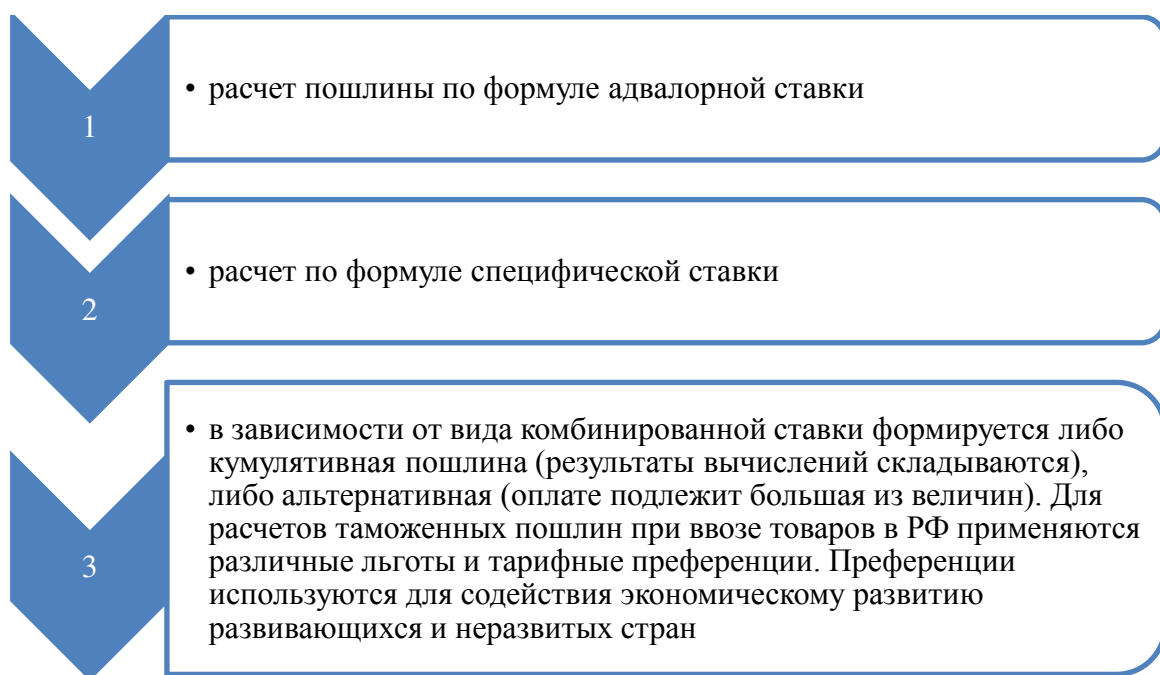 1
• расчет пошлины по формуле адвалорной ставки
2
• расчет по формуле специфической ставки
3
• в зависимости от вида комбинированной ставки формируется либо
кумулятивная пошлина (результаты вычислений складываются),
либо альтернативная (оплате подлежит большая из величин). Для
расчетов таможенных пошлин при ввозе товаров в РФ применяются
различные льготы и тарифные преференции. Преференции
используются для содействия экономическому развитию
развивающихся и неразвитых стран